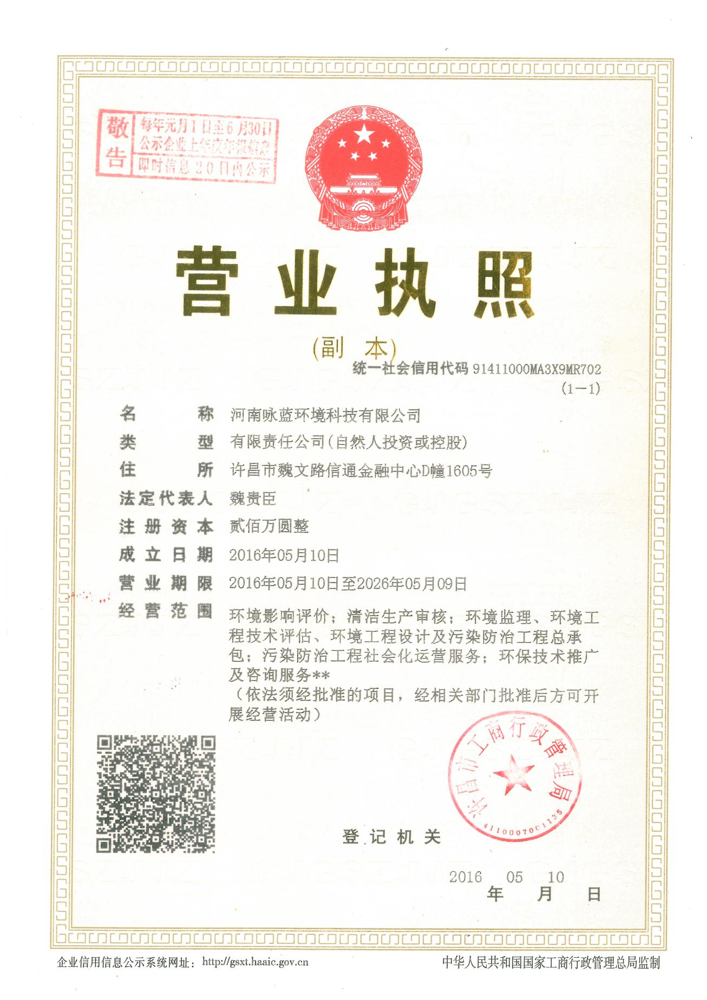 敬告
每年元月1日至6月30日
公示企业上年度年报信息
即时信息20日内公示
营业执照
(副 本)
统一社会信用代码 91411000MA3X9MR702
(1-1)
名 称 河南咏蓝环境科技有限公司
类 型 有限责任公司(自然人投资或控股)
住 所 许昌市魏文路信通金融中心D幢1605号
法定代表人 魏贵臣
注册资本 贰佰万圆整
成立日期 2016年05月10日
营业期限 2016年05月10日至2026年05月09日
经营范围 环境影响评价；清洁生产审核；环境监理、环境工
程技术评估、环境工程设计及污染防治工程总承
包；污染防治工程社会化运营服务；环保技术推广
及咨询服务**
（依法须经批准的项目，经相关部门批准后方可开
展经营活动）
许昌市工商行政管理局
4110007001135
登记机关
2016 05 10
年 月 日
企业信用信息公示系统网址：http://gsxt.haaic.gov.cn
中华人民共和国国家工商行政管理总局监制